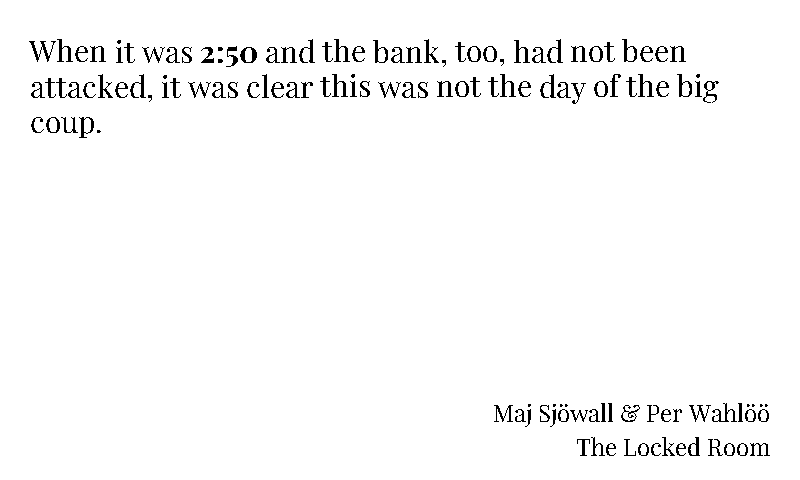 When it was 2:50 and the bank, too, had not been
attacked, it was clear this was not the day of the big
coup.
Maj Sjöwall & Per Wahlöö
The Locked Room